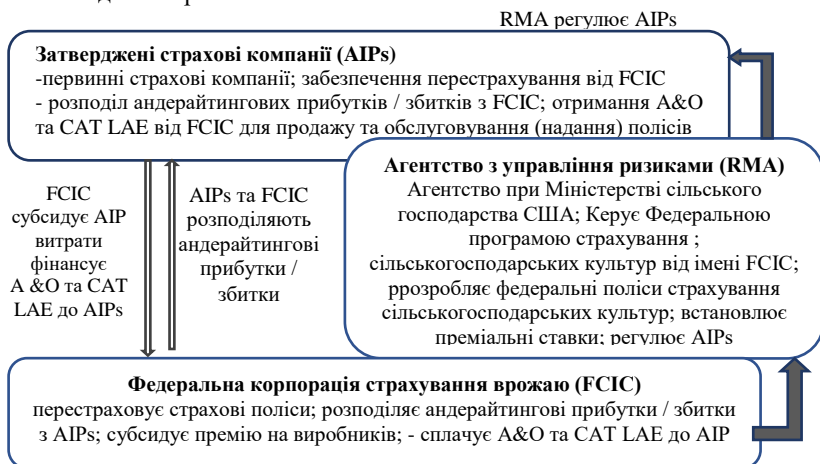 RMA регулює AIPs
Затверджені страхові компанії (AIPs)
-первинні страхові компанії; забезпечення перестрахування від FCIC
- розподіл андерайтингових прибутків / збитків з FCIC; отримання A&O
та CAT LAE від FCIC для продажу та обслуговування (надання) полісів
Агентство з управління ризиками (RMA)
Агентство при Міністерстві сільського
господарства США; Керує Федеральною
програмою страхування ;
сільськогосподарських культур від імені FCIC;
ррозробляє федеральні поліси страхування
сільськогосподарських культур; встановлює
преміальні ставки; регулює AIPs
FCIC
субсидує AIP
витрати
фінансує
A &O та CAT
LAE до AIPs
AIPs та FCIC
розподіляють
андерайтингові
прибутки /
збитки
Федеральна корпорація страхування врожаю (FCIC)
перестраховує страхові поліси; розподіляє андерайтингові прибутки / збитки
з AIPs; субсидує премію на виробників; - сплачує A&O та CAT LAE до AIP